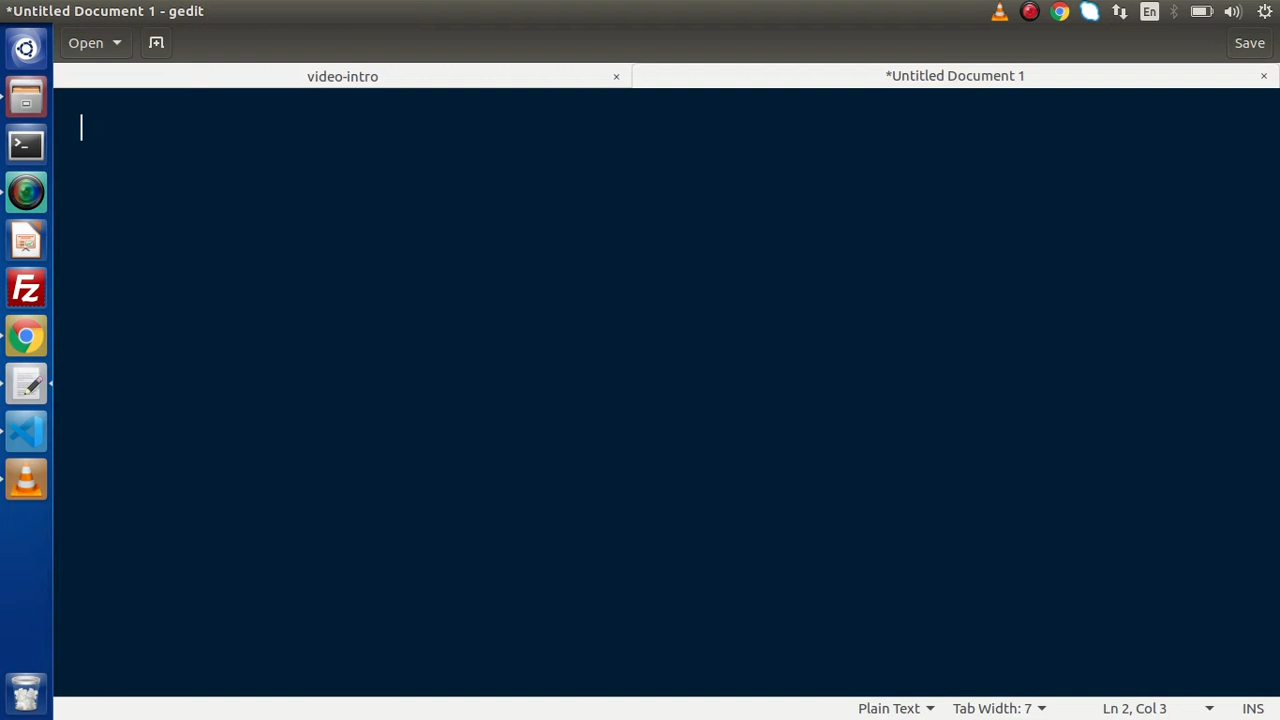 *Untitled Document 1 - gedit
En
Open
Save
video-intro ×
*Untitled Document 1 ×
>_
Fz
Plain Text
Tab Width: 7
Ln 2, Col 3
INS